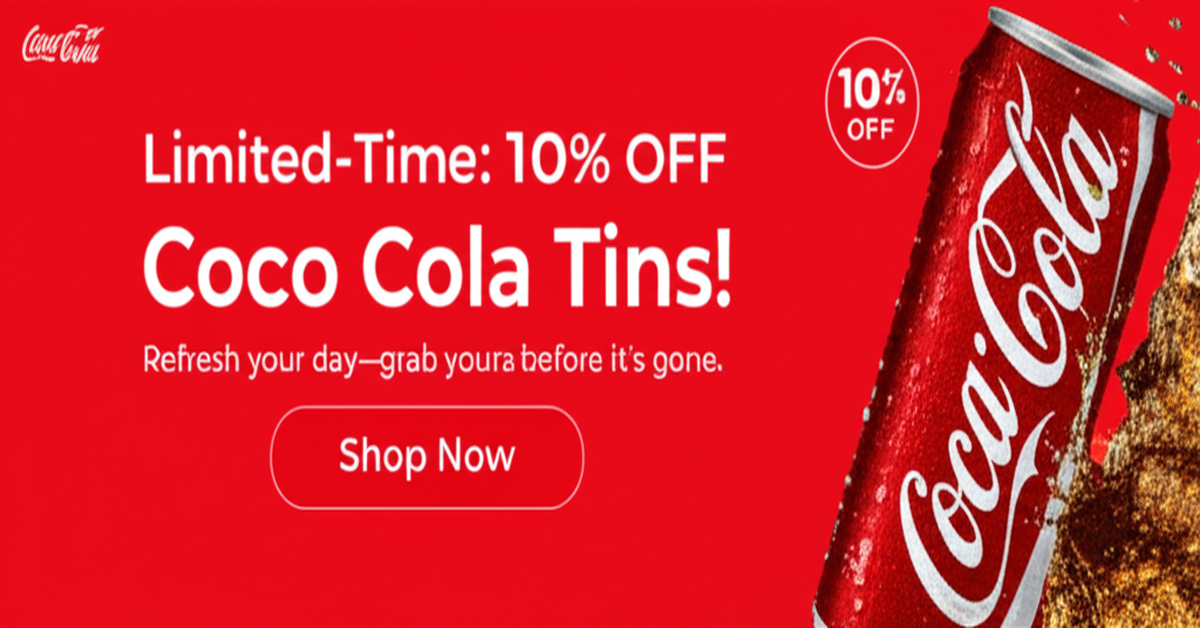 10% OFF
Limited-Time: 10% OFF
Coco Cola Tins!
Refresh your day—grab youra before it's gone.
Shop Now
Coca Cola